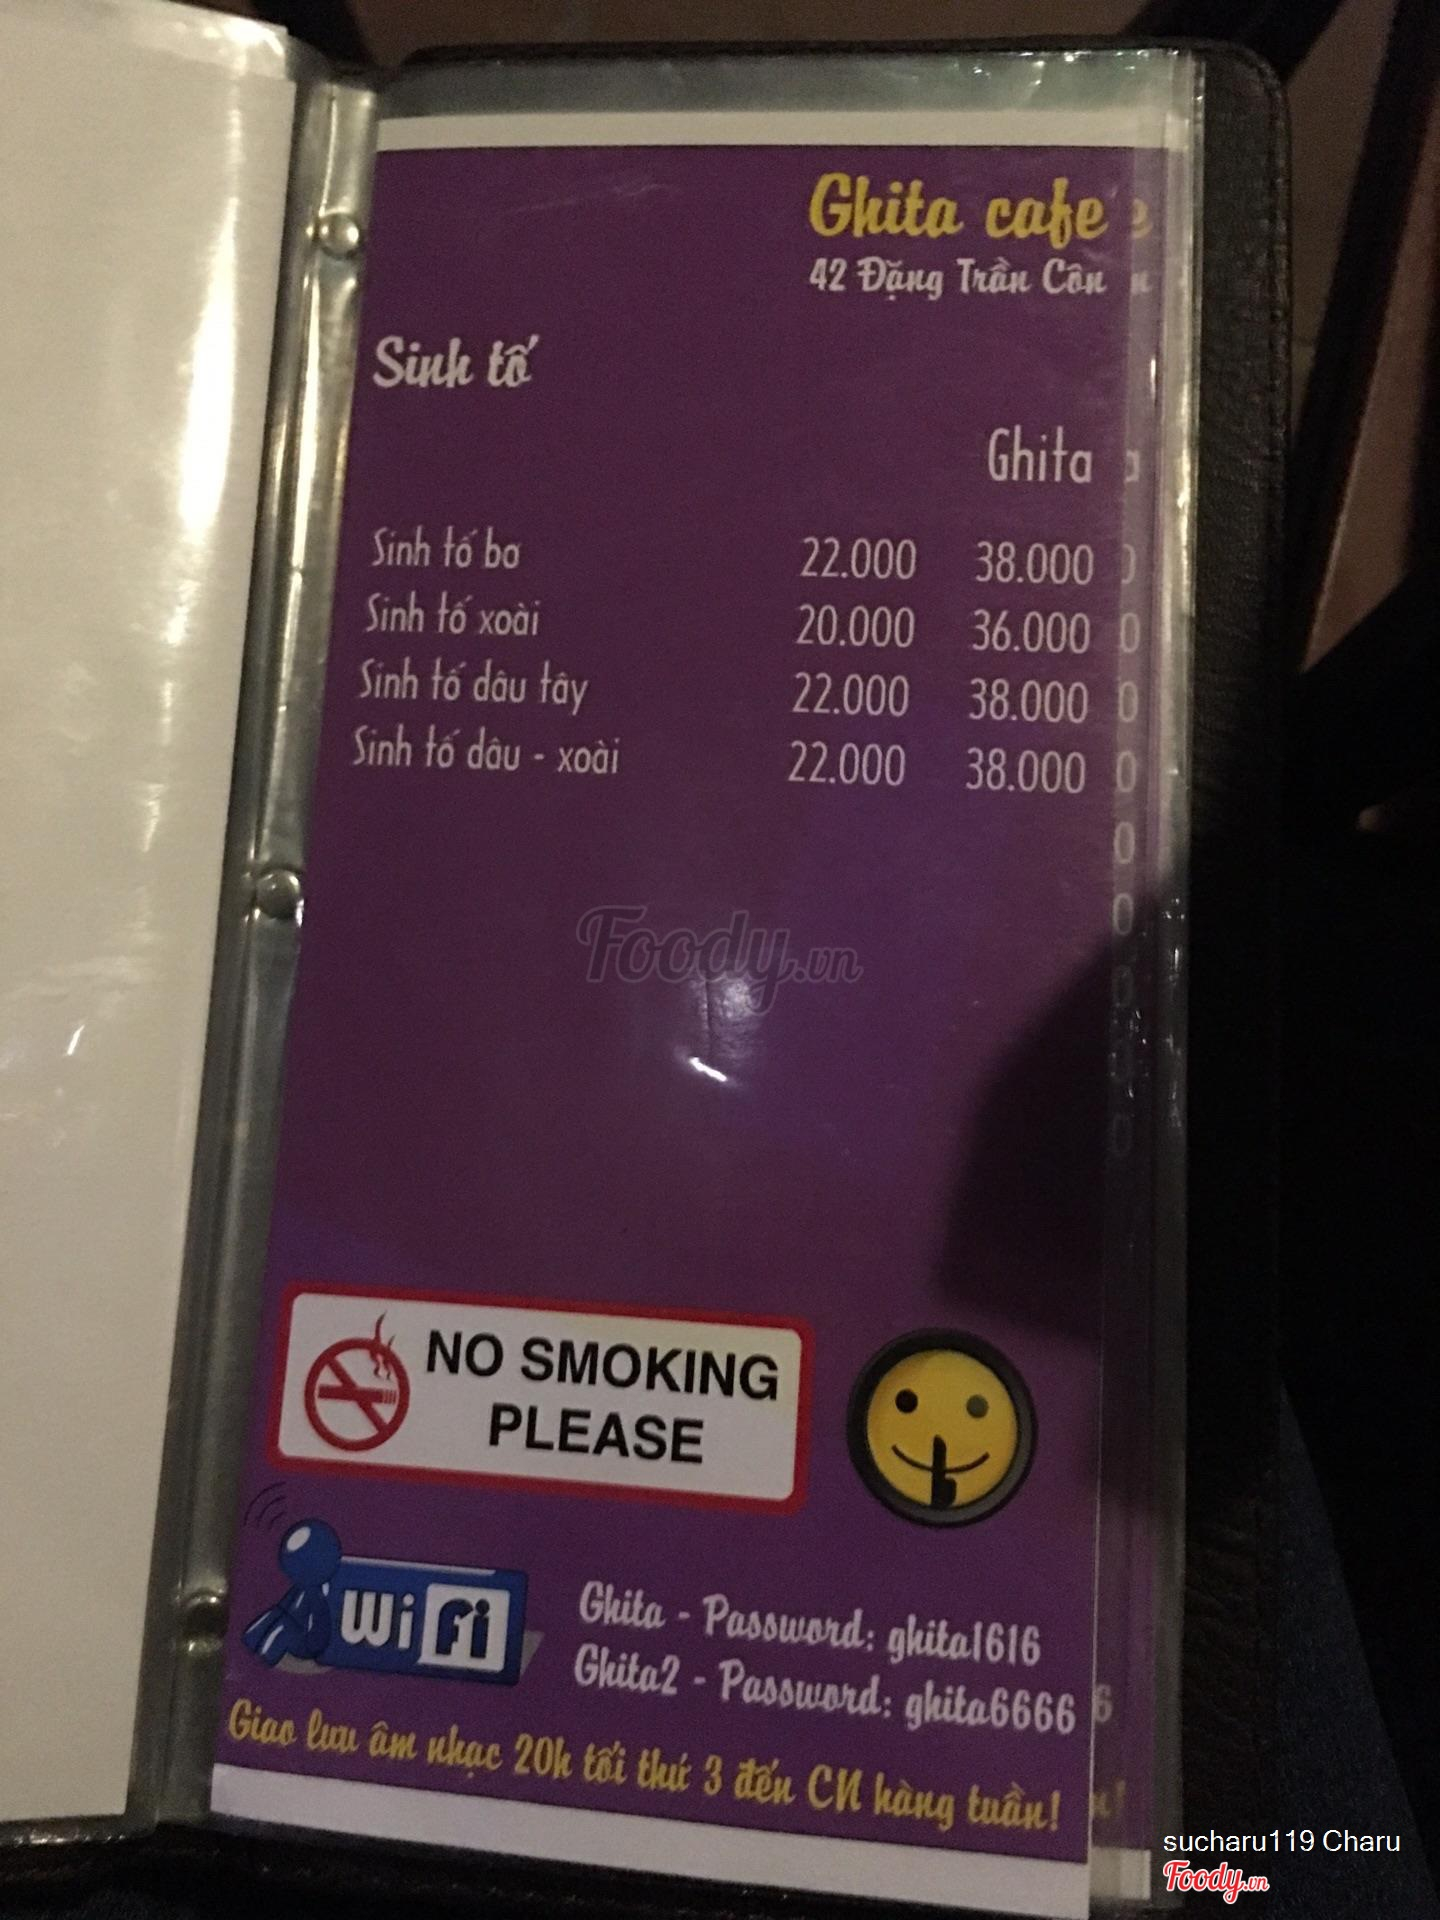 Ghita cafe
42 Đặng Trần Côn
Sinh tố
Ghita
Sinh tố bơ 22.000 38.000
Sinh tố xoài 20.000 36.000
Sinh tố dâu tây 22.000 38.000
Sinh tố dâu - xoài 22.000 38.000
Foody.vn
NO SMOKING
PLEASE
WiFi
Ghita - Password: ghita1616
Ghita2 - Password: ghita6666
Giao lưu âm nhạc 20h tối thứ 3 đến CN hàng tuần!
sucharu119 Charu
Foody.vn